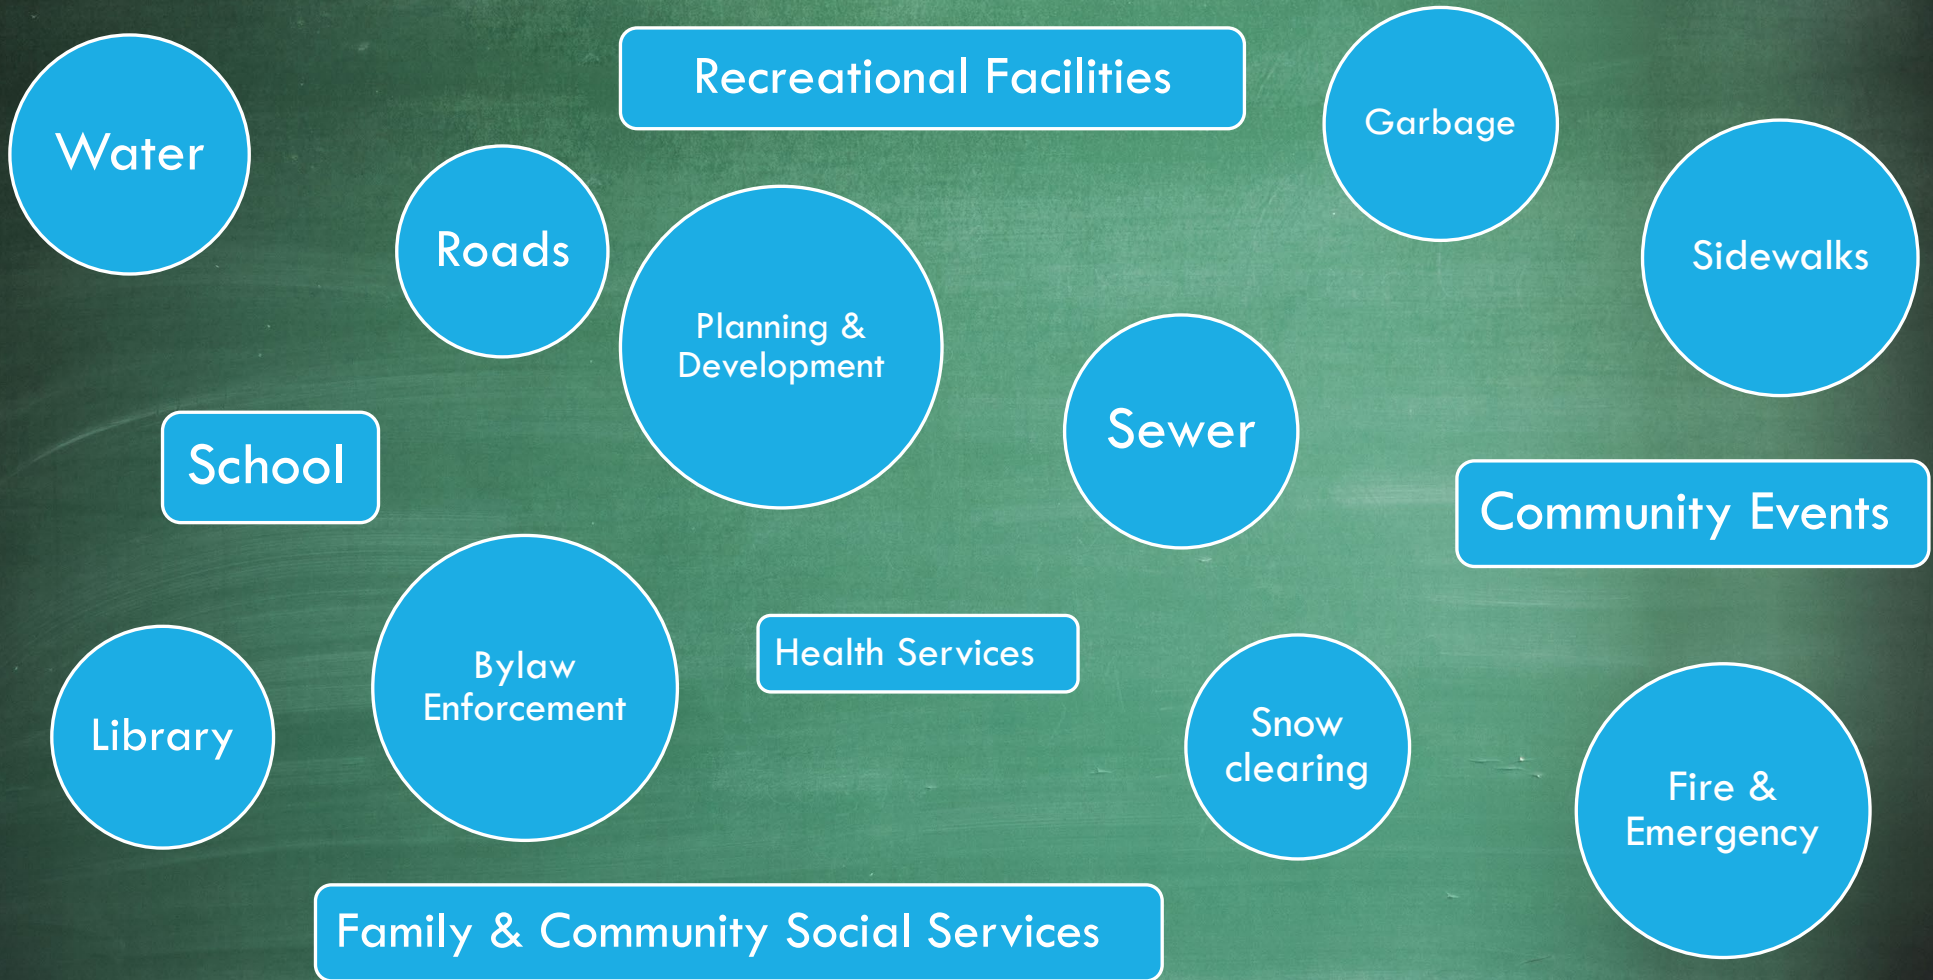 Recreational Facilities
Garbage
Water
Roads
Sidewalks
Planning &
Development
Sewer
School
Community Events
Health Services
Bylaw
Enforcement
Library
Snow
clearing
Fire &
Emergency
Family & Community Social Services